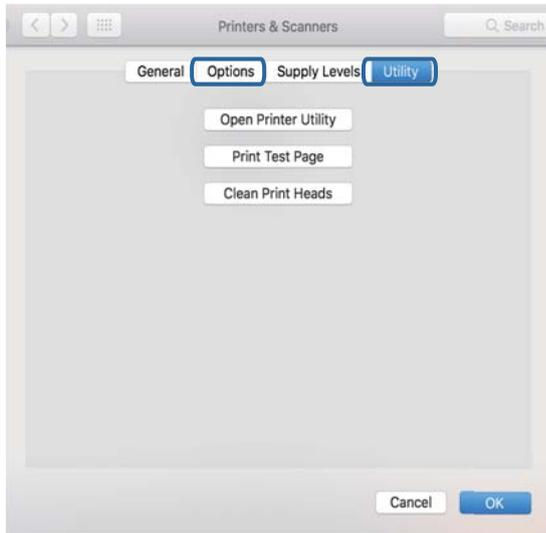 Printers & Scanners Search
General Options Supply Levels Utility
Open Printer Utility
Print Test Page
Clean Print Heads
Cancel OK